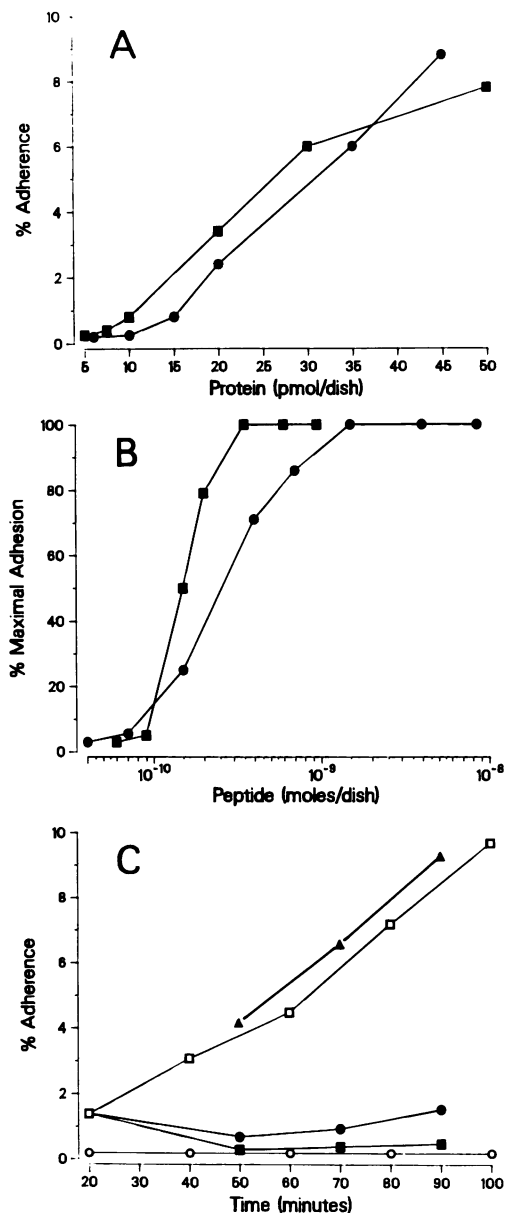 A
10
8
6
4
2
0
% Adherence
5 10 15 20 25 30 35 40 45 50
Protein (pmol/dish)
B
100
80
60
40
20
0
% Maximal Adhesion
10⁻¹⁰ 10⁻⁹ 10⁻⁸
Peptide (moles/dish)
C
10
8
6
4
2
0
% Adherence
20 30 40 50 60 70 80 90 100
Time (minutes)